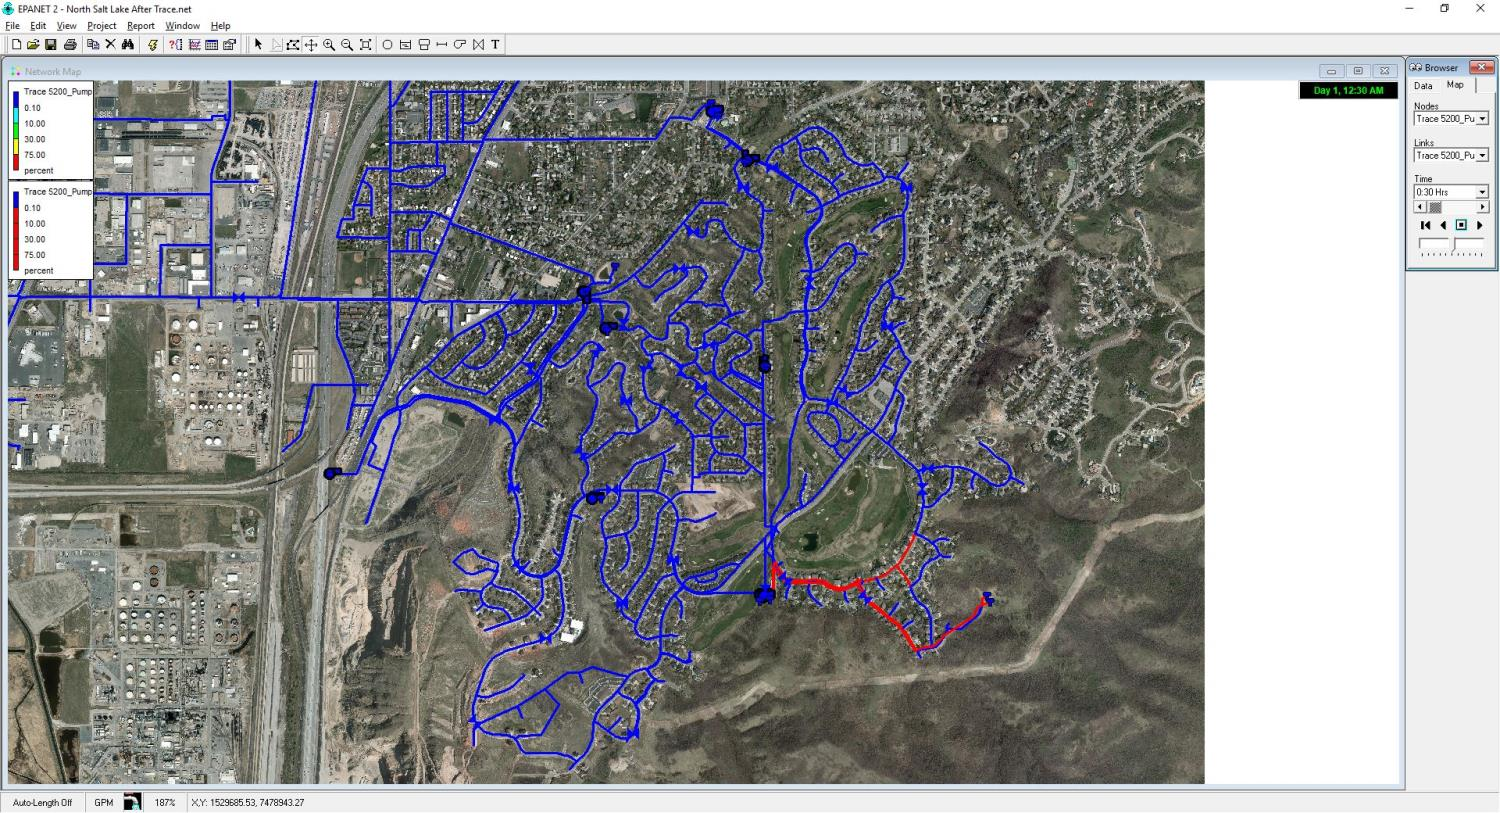 EPANET 2 - North Salt Lake After Trace.net
File Edit View Project Report Window Help
T
Network Map
Trace 5200_Pump
0.10
10.00
30.00
75.00
percent
Trace 5200_Pump
0.10
10.00
30.00
75.00
percent
Day 1, 12:30 AM
Browser
Data Map
Nodes
Trace 5200_Pu
Links
Trace 5200_Pu
Time
0:30 Hrs
Auto-Length Off GPM 187% X,Y: 1529685.53, 7478943.27